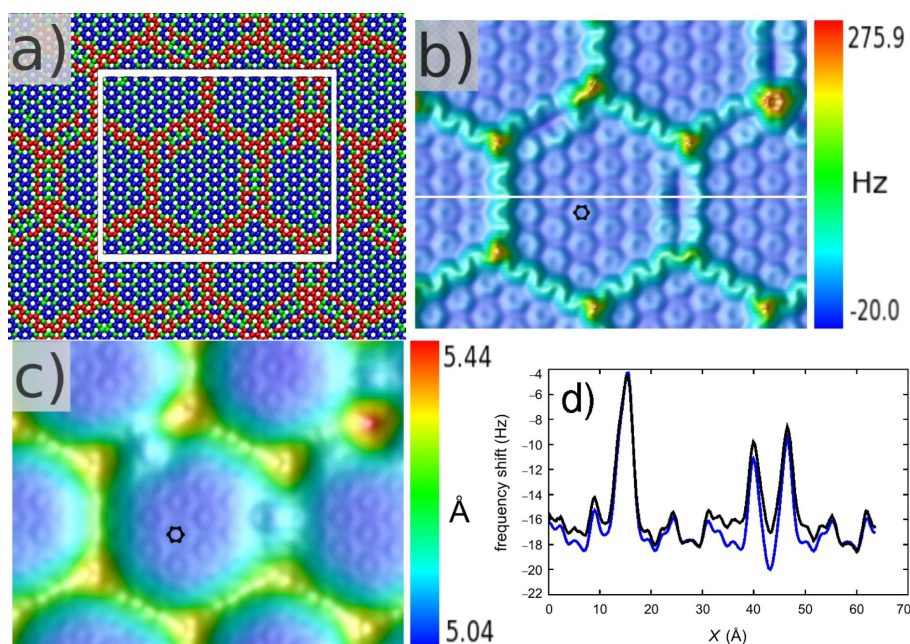 a)
b)
275.9
Hz
-20.0
c)
5.44
Å
5.04
d)
frequency shift (Hz)
−4
−6
−8
−10
−12
−14
−16
−18
−20
−22
0 10 20 30 40 50 60 70
X (Å)